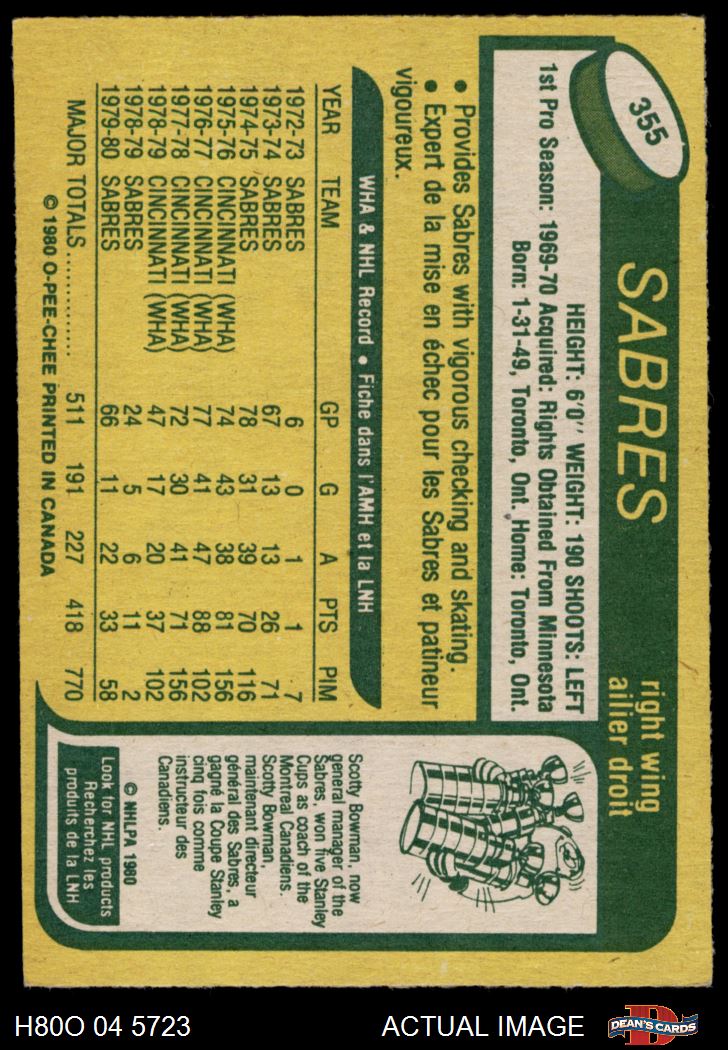 355
SABRES
right wing
ailier droit
HEIGHT: 6'0'' WEIGHT: 190 SHOOTS: LEFT
1st Pro Season: 1969-70 Acquired: Rights Obtained From Minnesota
Born: 1-31-49, Toronto, Ont. Home: Toronto, Ont.
• Provides Sabres with vigorous checking and skating.
• Expert de la mise en échec pour les Sabres et patineur
vigoureux.
WHA & NHL Record • Fiche dans l'AMH et la LNH
YEAR TEAM GP G A PTS PIM
1972-73 SABRES 6 0 1 1 7
1973-74 SABRES 67 13 13 26 71
1974-75 SABRES 78 31 39 70 116
1975-76 CINCINNATI (WHA) 74 43 38 81 156
1976-77 CINCINNATI (WHA) 77 41 47 88 102
1977-78 CINCINNATI (WHA) 72 30 41 71 156
1978-79 CINCINNATI (WHA) 47 17 20 37 102
1978-79 SABRES 24 5 6 11 2
1979-80 SABRES 66 11 22 33 58
MAJOR TOTALS............. 511 191 227 418 770
© 1980 O-PEE-CHEE PRINTED IN CANADA
Scotty Bowman, now
general manager of the
Sabres, won five Stanley
Cups as coach of the
Montreal Canadiens.
Scotty Bowman,
maintenant directeur
général des Sabres, a
gagné la Coupe Stanley
cinq fois comme
instructeur des
Canadiens.
© NHLPA 1980
Look for NHL products
Recherchez les
produits de la LNH
H80O 04 5723
ACTUAL IMAGE
D
DEAN'S CARDS